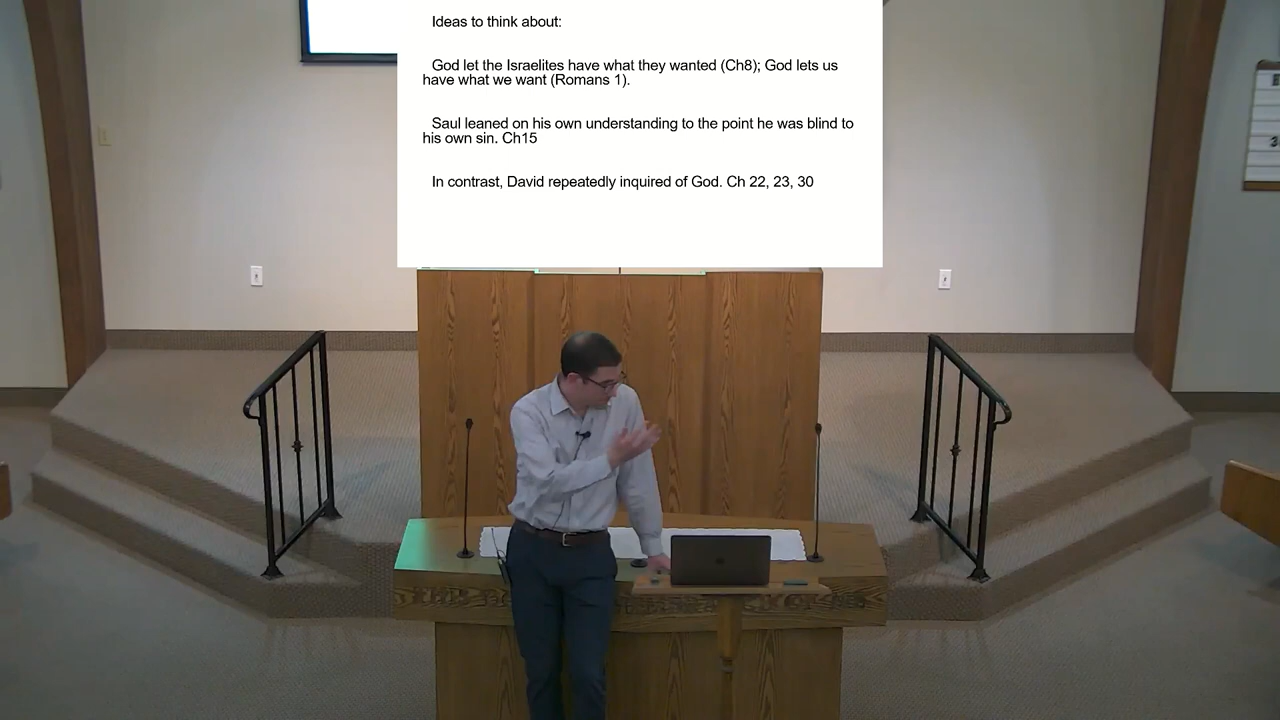 Ideas to think about:
God let the Israelites have what they wanted (Ch8); God lets us
have what we want (Romans 1).
Saul leaned on his own understanding to the point he was blind to
his own sin. Ch15
In contrast, David repeatedly inquired of God. Ch 22, 23, 30